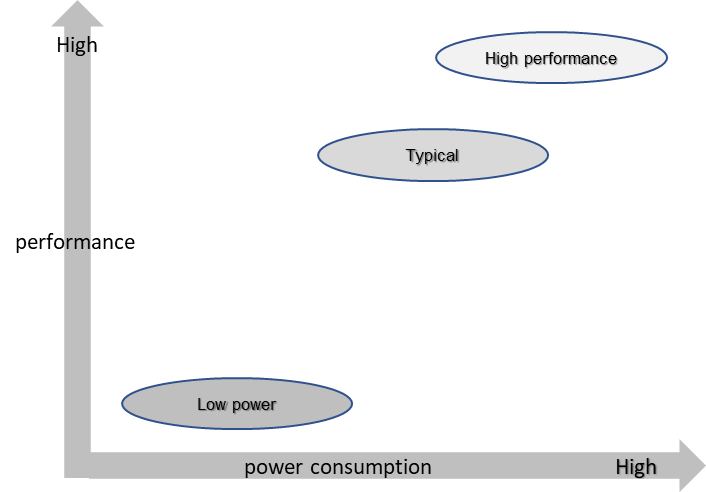 High
High performance
Typical
performance
Low power
power consumption
High